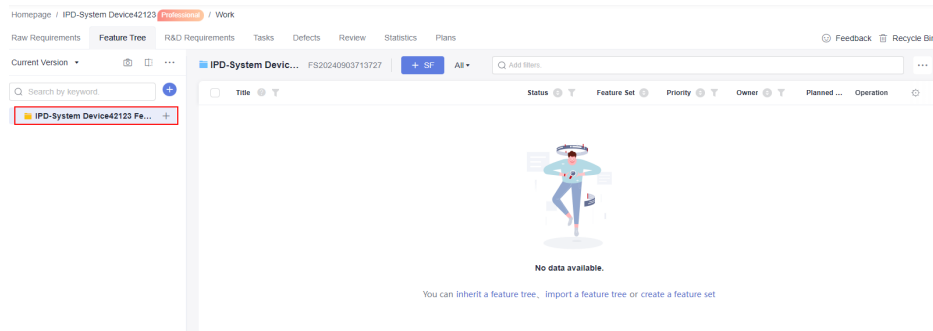 Homepage / IPD-System Device42123 Professional / Work
Raw Requirements Feature Tree R&D Requirements Tasks Defects Review Statistics Plans Feedback Recycle Bin
Current Version IPD-System Devic... FS20240903713727 + SF All Add filters
Search by keyword Title Status Feature Set Priority Owner Planned ... Operation
IPD-System Device42123 Fe... +
No data available.
You can inherit a feature tree、import a feature tree or create a feature set